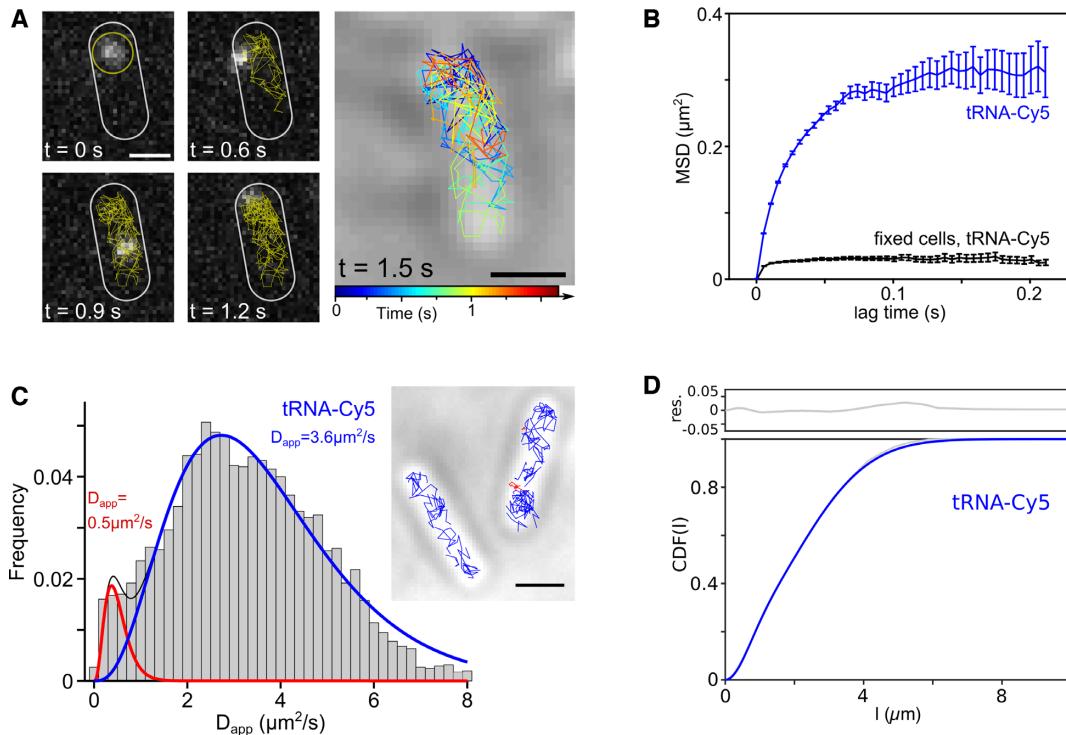 A
t = 0 s
t = 0.6 s
t = 0.9 s
t = 1.2 s
t = 1.5 s
0
1
Time (s)
B
MSD (µm²)
0.4
0.2
0
tRNA-Cy5
fixed cells, tRNA-Cy5
0
0.1
0.2
lag time (s)
C
Frequency
0.04
0.02
0
tRNA-Cy5
D_app=3.6µm²/s
D_app=
0.5µm²/s
0
2
4
6
8
D_app (µm²/s)
D
res.
0.05
0
-0.05
CDF(l)
0.8
0.4
0
tRNA-Cy5
0
4
8
l (µm)